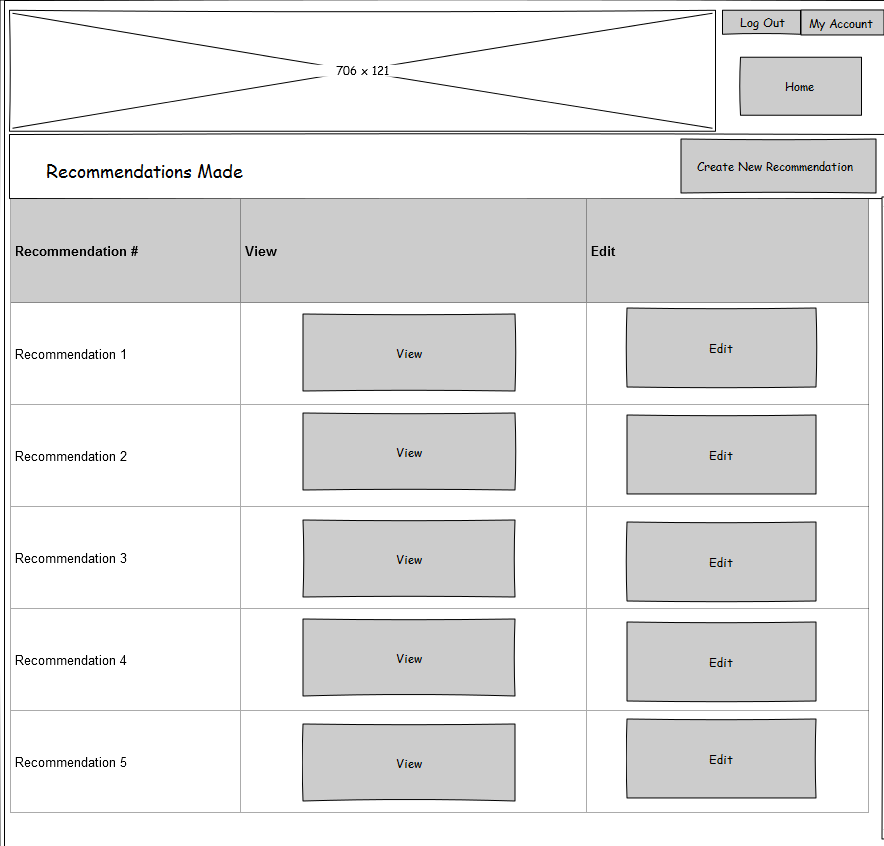 Log Out My Account
706 x 121
Home
Recommendations Made
Create New Recommendation
Recommendation # View Edit
Recommendation 1 View Edit
Recommendation 2 View Edit
Recommendation 3 View Edit
Recommendation 4 View Edit
Recommendation 5 View Edit